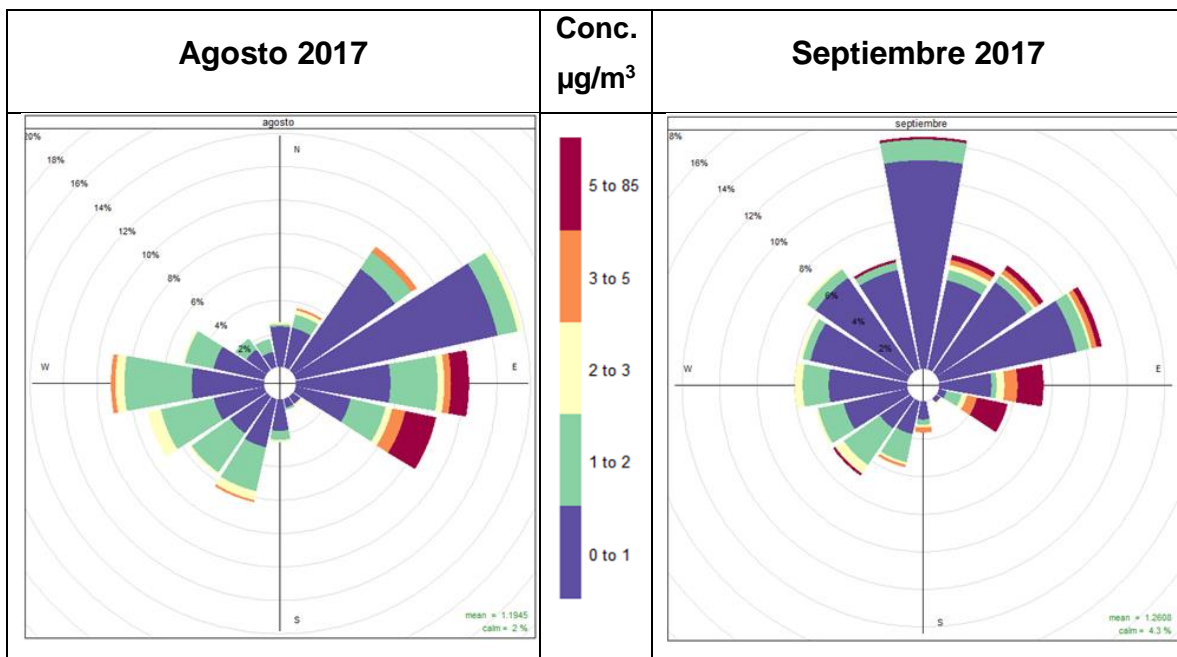 Agosto 2017
Conc.
µg/m³
Septiembre 2017
agosto
20%
18%
16%
14%
12%
10%
8%
6%
4%
2%
N
W
E
S
mean = 1.1945
calm = 2 %
5 to 85
3 to 5
2 to 3
1 to 2
0 to 1
septiembre
8%
16%
14%
12%
10%
8%
6%
4%
2%
N
W
E
S
mean = 1.2608
calm = 4.3 %